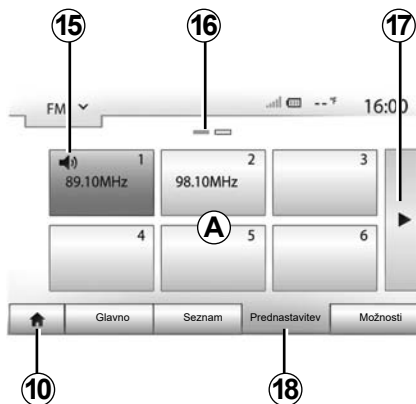 15 16 17
FM --°F 16:00
1 2 3
89.10MHz 98.10MHz
A
4 5 6
Glavno Seznam Prednastavitev Možnosti
10 18